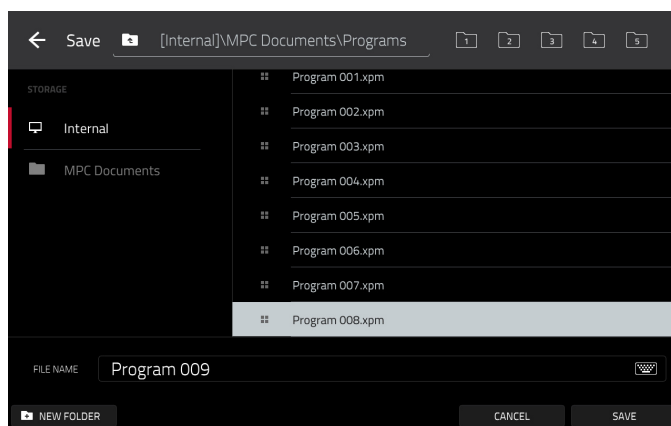 Save [Internal]\MPC Documents\Programs 1 2 3 4 5
STORAGE
Internal
MPC Documents
Program 001.xpm
Program 002.xpm
Program 003.xpm
Program 004.xpm
Program 005.xpm
Program 006.xpm
Program 007.xpm
Program 008.xpm
FILE NAME Program 009
NEW FOLDER CANCEL SAVE